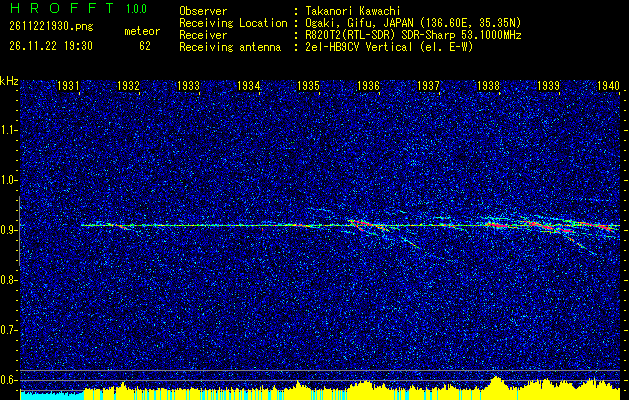 HROFFT 1.0.0
2611221930.png
meteor
26.11.22 19:30
62
Observer : Takanori Kawachi
Receiving Location : Ogaki, Gifu, JAPAN (136.60E, 35.35N)
Receiver : R820T2(RTL-SDR) SDR-Sharp 53.1000MHz
Receiving antenna : 2el-HB9CV Vertical (el. E-W)
kHz
1931 1932 1933 1934 1935 1936 1937 1938 1939 1940
1.1
1.0
0.9
0.8
0.7
0.6